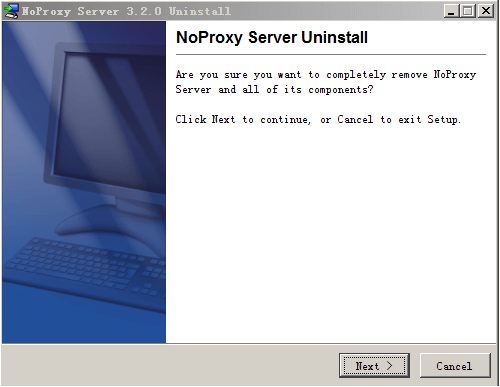 NoProxy Server 3.2.0 Uninstall
NoProxy Server Uninstall
Are you sure you want to completely remove NoProxy
Server and all of its components?
Click Next to continue, or Cancel to exit Setup.
Next >
Cancel